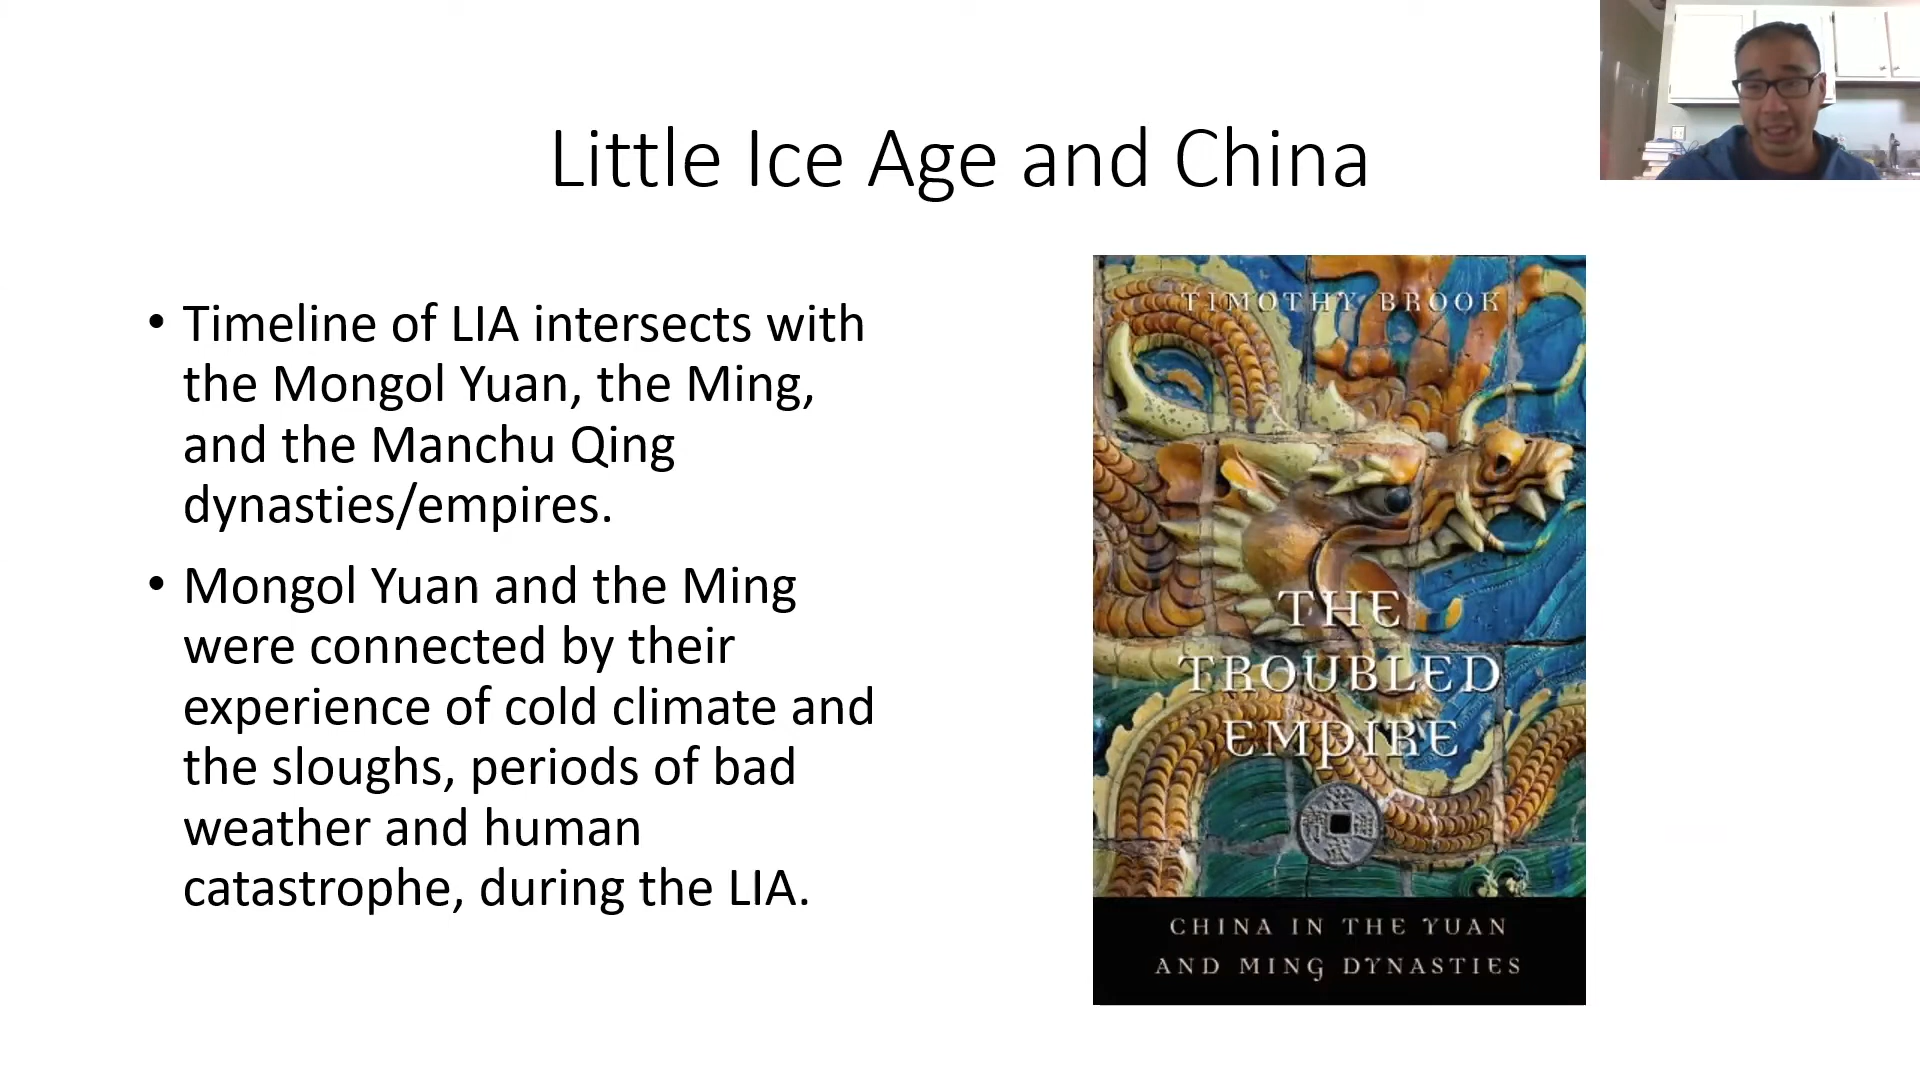 Little Ice Age and China
• Timeline of LIA intersects with
the Mongol Yuan, the Ming,
and the Manchu Qing
dynasties/empires.
• Mongol Yuan and the Ming
were connected by their
experience of cold climate and
the sloughs, periods of bad
weather and human
catastrophe, during the LIA.
TIMOTHY BROOK
THE
TROUBLED
EMPIRE
CHINA IN THE YUAN
AND MING DYNASTIES